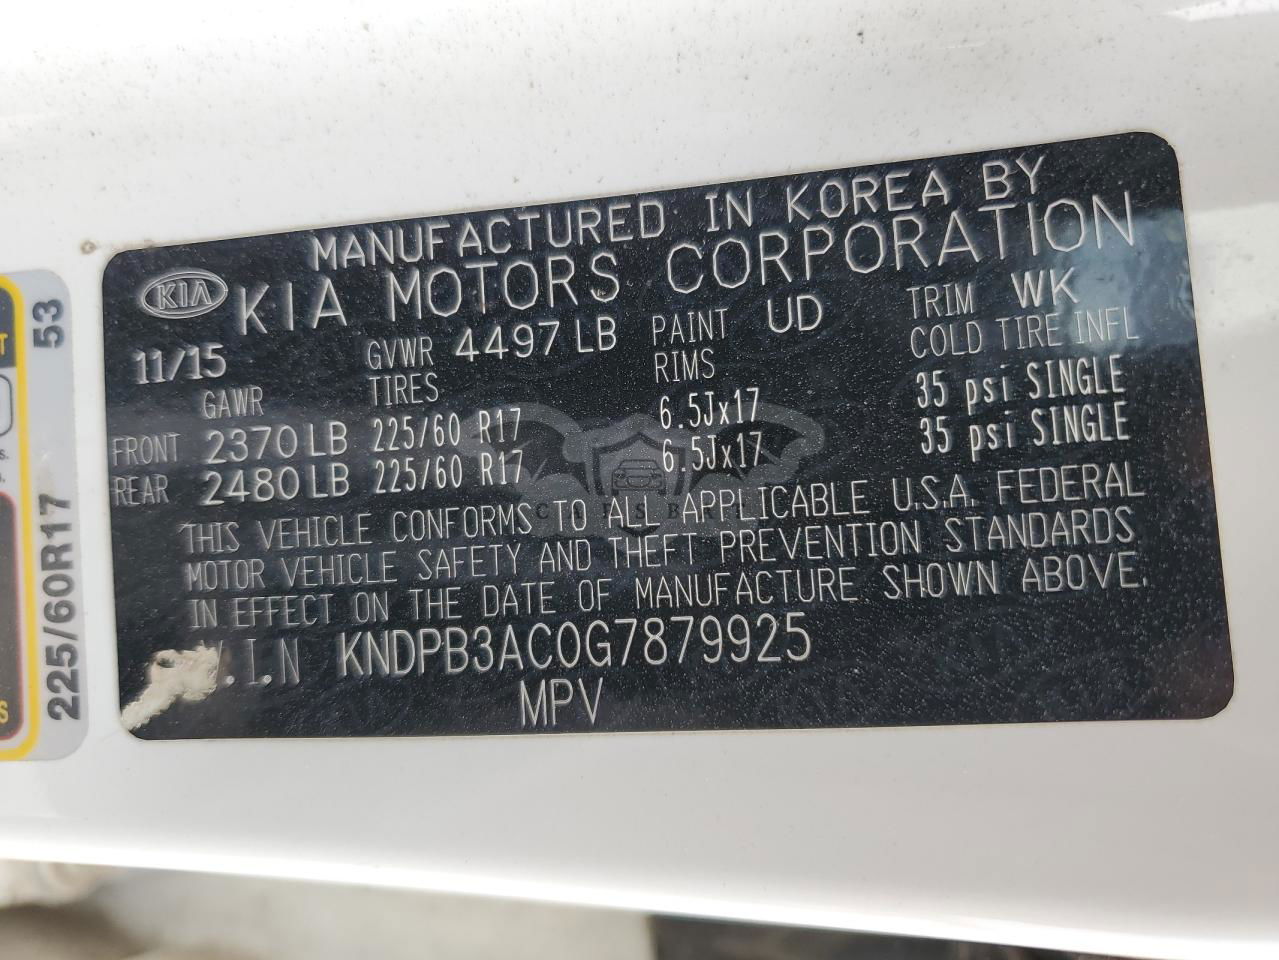 MANUFACTURED IN KOREA BY
KIA KIA MOTORS CORPORATION
11/15 GVWR 4497 LB PAINT UD TRIM WK
GAWR TIRES RIMS COLD TIRE INFL
FRONT 2370 LB 225/60 R17 6.5Jx17 35 psi SINGLE
REAR 2480 LB 225/60 R17 6.5Jx17 35 psi SINGLE
THIS VEHICLE CONFORMS TO ALL APPLICABLE U.S.A. FEDERAL
MOTOR VEHICLE SAFETY AND THEFT PREVENTION STANDARDS
IN EFFECT ON THE DATE OF MANUFACTURE SHOWN ABOVE.
V.I.N KNDPB3AC0G7879925
MPV
225/60R17 53